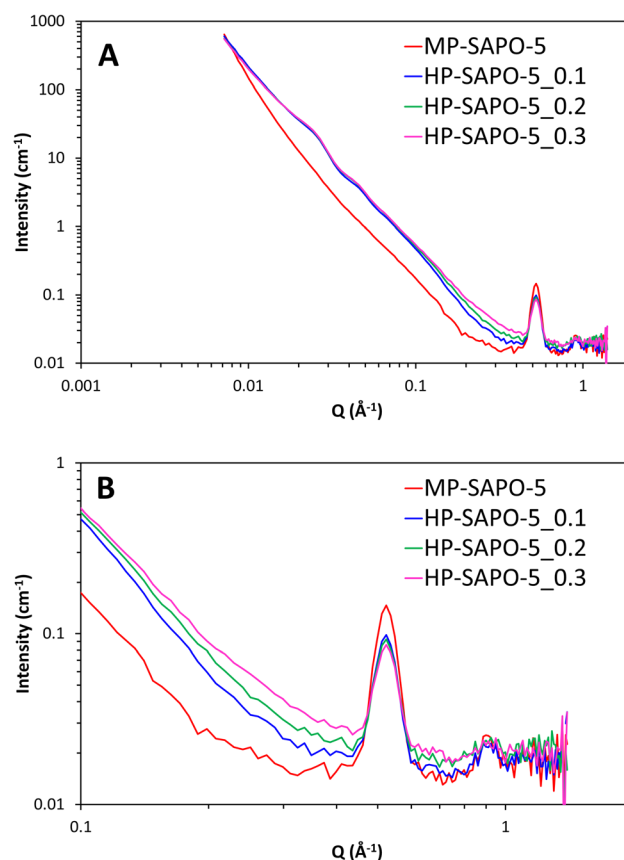 A
MP-SAPO-5
HP-SAPO-5_0.1
HP-SAPO-5_0.2
HP-SAPO-5_0.3
Intensity (cm⁻¹)
1000
100
10
1
0.1
0.01
0.001 0.01 0.1 1
Q (Å⁻¹)
B
MP-SAPO-5
HP-SAPO-5_0.1
HP-SAPO-5_0.2
HP-SAPO-5_0.3
Intensity (cm⁻¹)
1
0.1
0.01
0.1 1
Q (Å⁻¹)